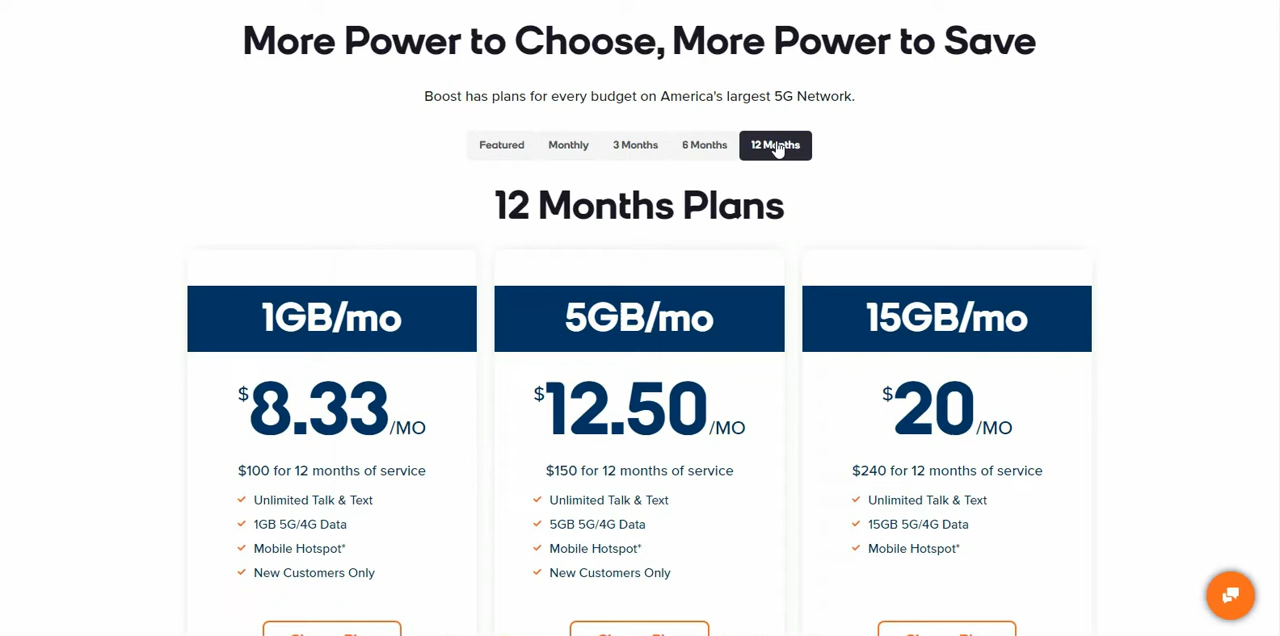 More Power to Choose, More Power to Save
Boost has plans for every budget on America's largest 5G Network.
Featured Monthly 3 Months 6 Months 12 Months
12 Months Plans
1GB/mo
$8.33/MO
$100 for 12 months of service
Unlimited Talk & Text
1GB 5G/4G Data
Mobile Hotspot*
New Customers Only
5GB/mo
$12.50/MO
$150 for 12 months of service
Unlimited Talk & Text
5GB 5G/4G Data
Mobile Hotspot*
New Customers Only
15GB/mo
$20/MO
$240 for 12 months of service
Unlimited Talk & Text
15GB 5G/4G Data
Mobile Hotspot*